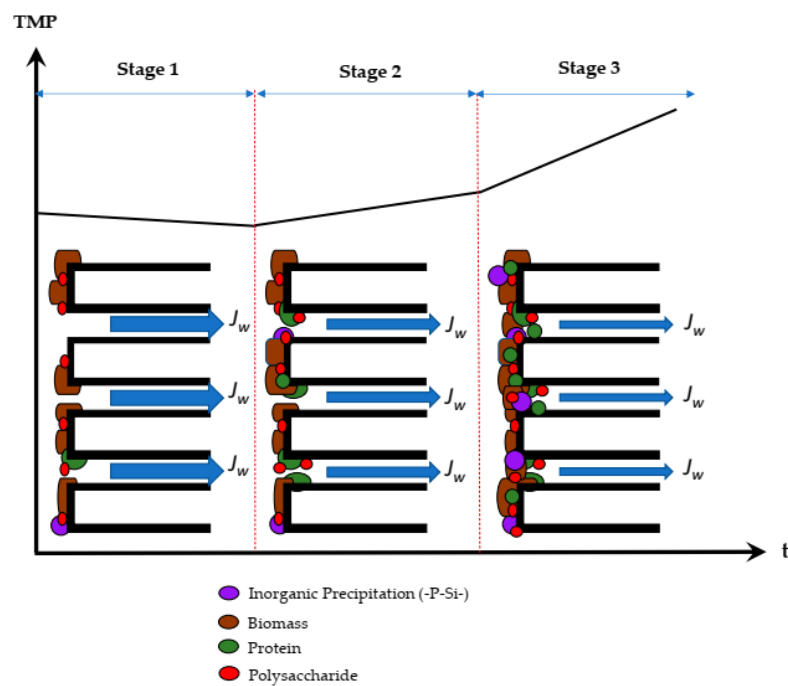 TMP
Stage 1
Stage 2
Stage 3
Jw
Jw
Jw
Jw
Jw
Jw
Jw
Jw
Jw
t
Inorganic Precipitation (-P-Si-)
Biomass
Protein
Polysaccharide